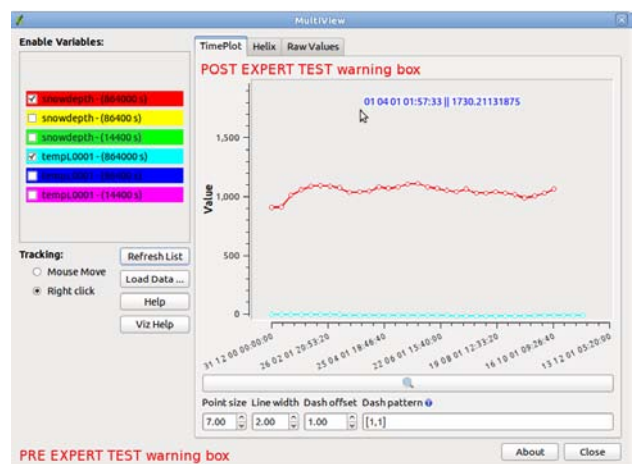 MultiView
Enable Variables:
snowdepth - (864000 s)
snowdepth - (86400 s)
snowdepth - (14400 s)
tempL0001 - (864000 s)
tempL0001 - (14400 s)
Tracking:
Mouse Move
Right click
Refresh List
Load Data ...
Help
Viz Help
TimePlot Helix Raw Values
POST EXPERT TEST warning box
01 04 01 01:57:33 || 1730.21131875
Value
1,500
1,000
500
0
31 12 00 00:00:00
26 02 01 20:53:20
25 04 01 18:46:40
22 06 01 15:40:00
19 08 01 12:33:20
16 10 01 09:26:40
13 12 01 05:20:00
Point size Line width Dash offset Dash pattern
7.00 2.00 1.00 [1,1]
PRE EXPERT TEST warning box
About Close